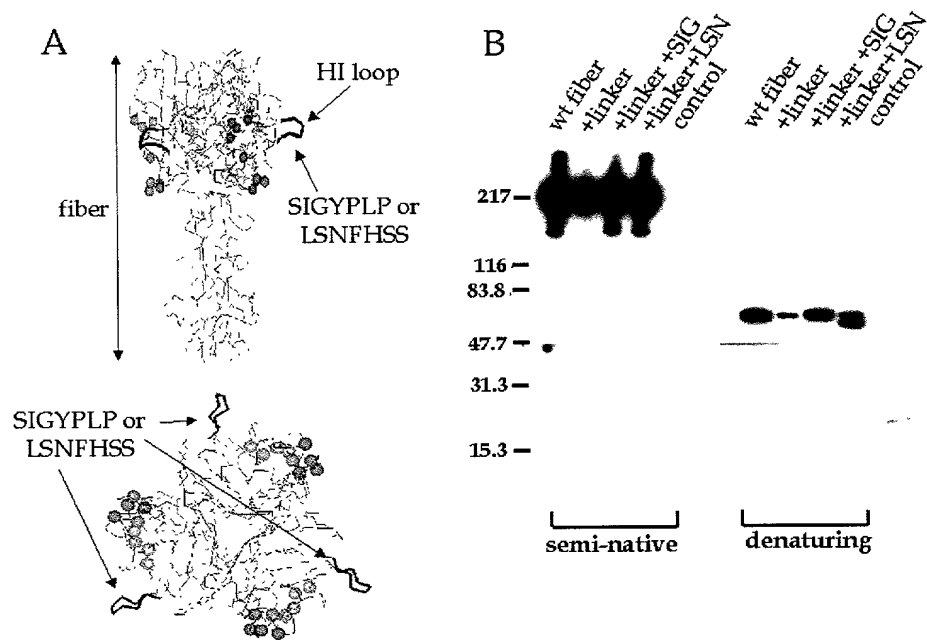 A
HI loop
fiber
SIGYPLP or
LSNFHSS
SIGYPLP or
LSNFHSS
B
wt fiber
+linker
+linker +SIG
+linker+LSN
control
wt fiber
+linker
+linker +SIG
+linker+LSN
control
217
116
83.8
47.7
31.3
15.3
semi-native
denaturing